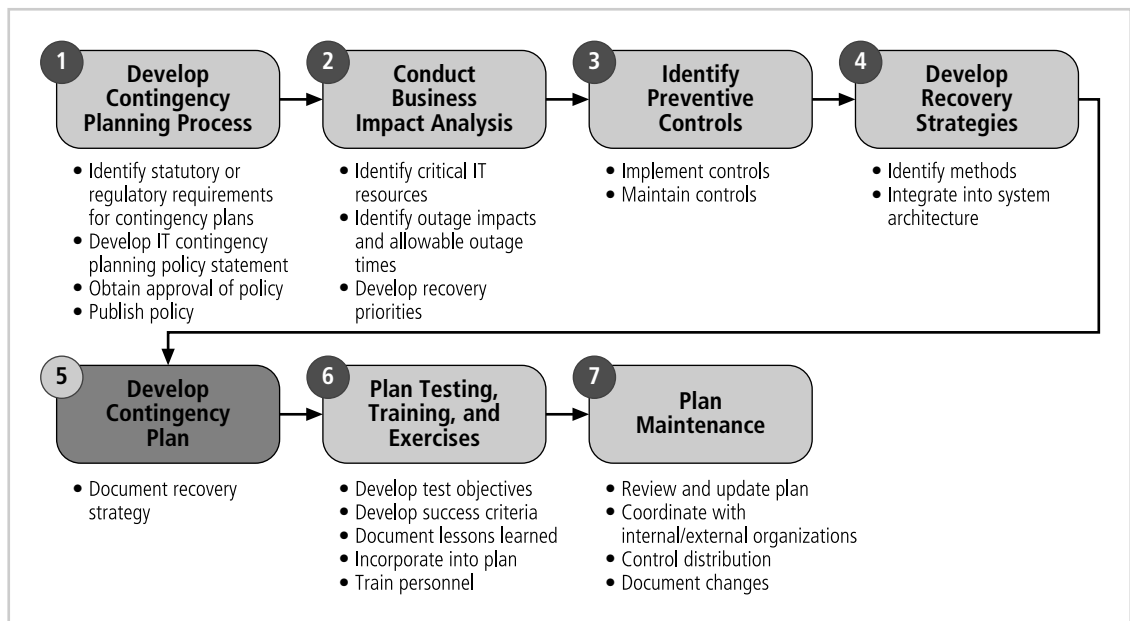 1
Develop
Contingency
Planning Process
• Identify statutory or
regulatory requirements
for contingency plans
• Develop IT contingency
planning policy statement
• Obtain approval of policy
• Publish policy
2
Conduct
Business
Impact Analysis
• Identify critical IT
resources
• Identify outage impacts
and allowable outage
times
• Develop recovery
priorities
3
Identify
Preventive
Controls
• Implement controls
• Maintain controls
4
Develop
Recovery
Strategies
• Identify methods
• Integrate into system
architecture
5
Develop
Contingency
Plan
• Document recovery
strategy
6
Plan Testing,
Training, and
Exercises
• Develop test objectives
• Develop success criteria
• Document lessons learned
• Incorporate into plan
• Train personnel
7
Plan
Maintenance
• Review and update plan
• Coordinate with
internal/external organizations
• Control distribution
• Document changes